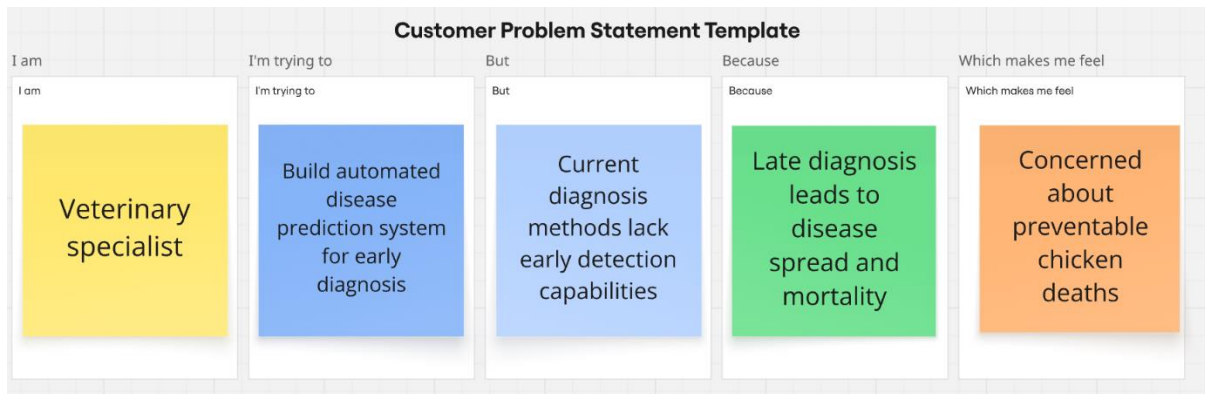 Customer Problem Statement Template
I am
I'm trying to
But
Because
Which makes me feel
I am
I'm trying to
But
Because
Which makes me feel
Veterinary
specialist
Build automated
disease
prediction system
for early
diagnosis
Current
diagnosis
methods lack
early detection
capabilities
Late diagnosis
leads to
disease
spread and
mortality
Concerned
about
preventable
chicken
deaths